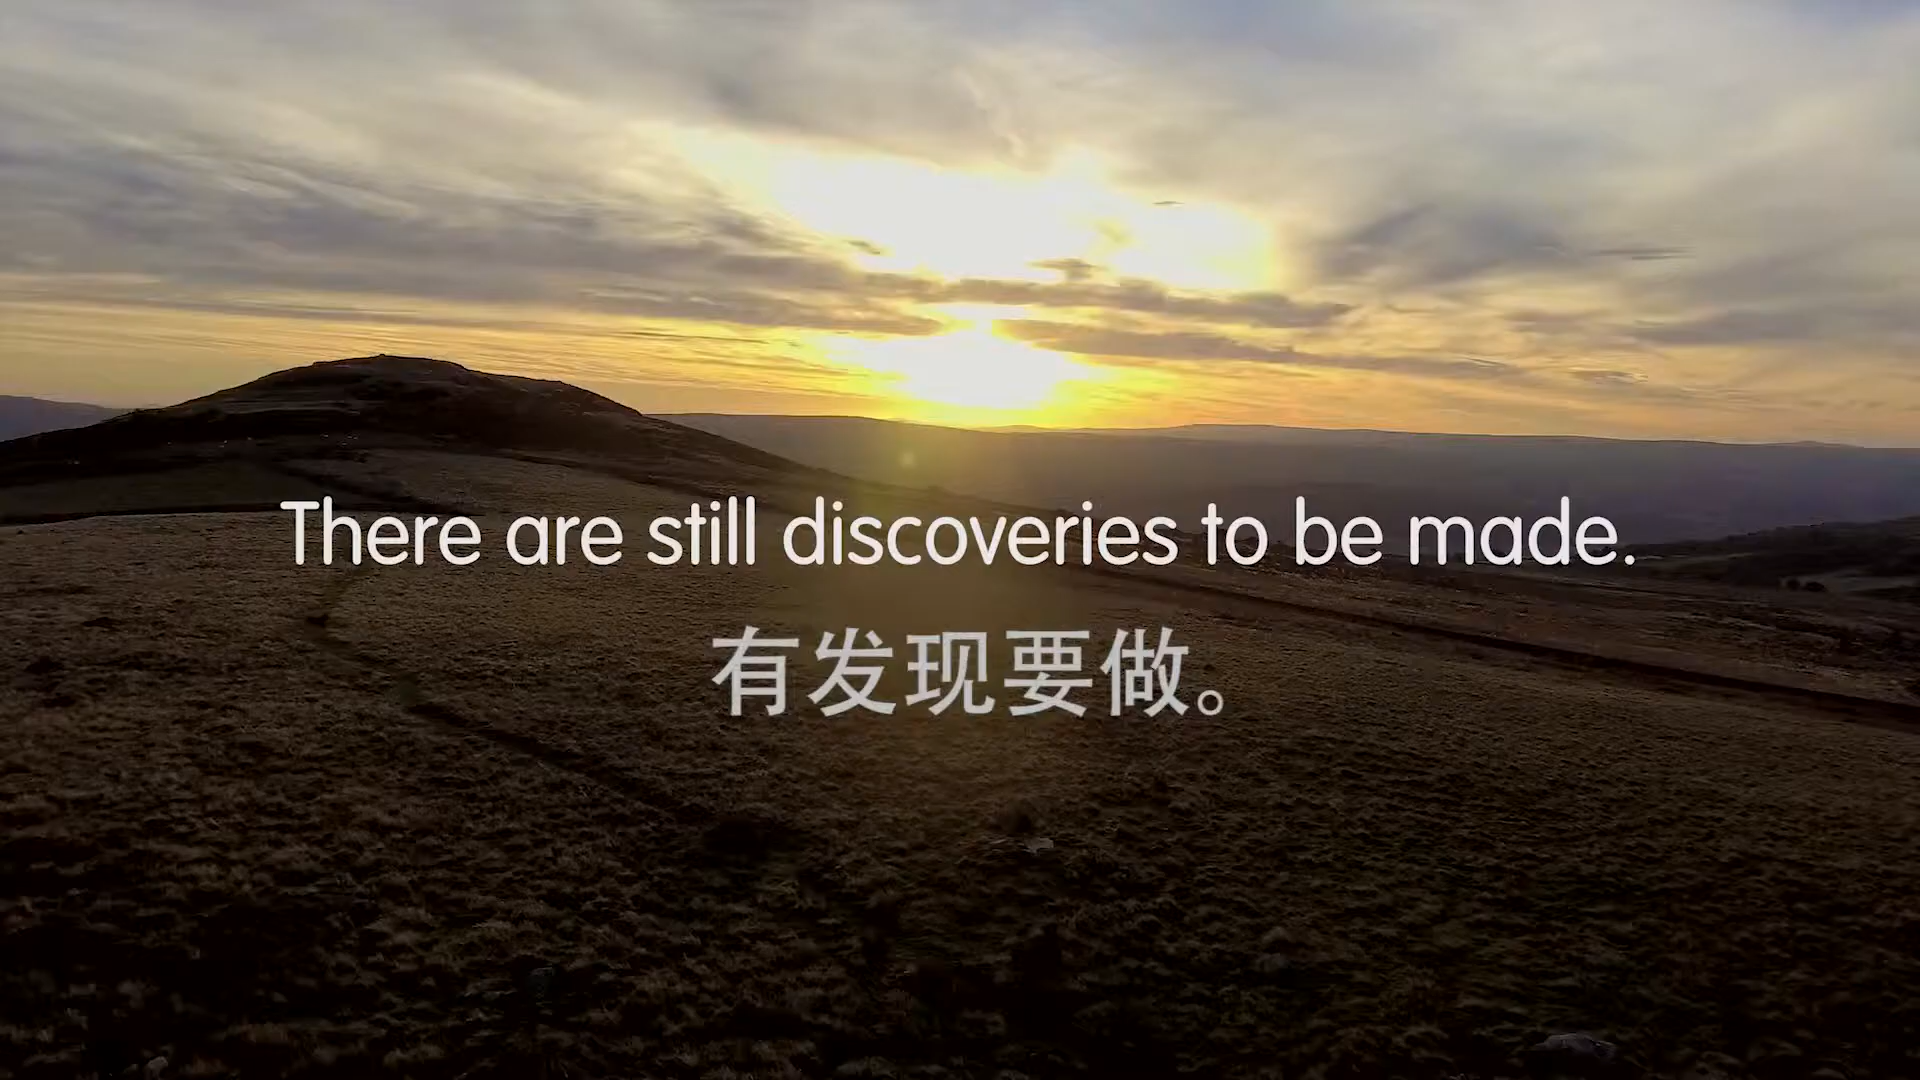 There are still discoveries to be made.
有发现要做。